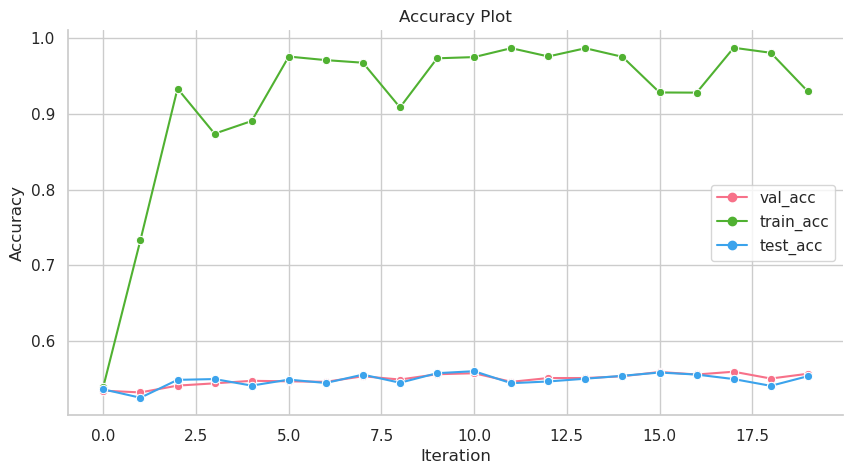 Accuracy Plot
1.0
0.9
0.8
0.7
0.6
Accuracy
val_acc
train_acc
test_acc
0.0 2.5 5.0 7.5 10.0 12.5 15.0 17.5
Iteration